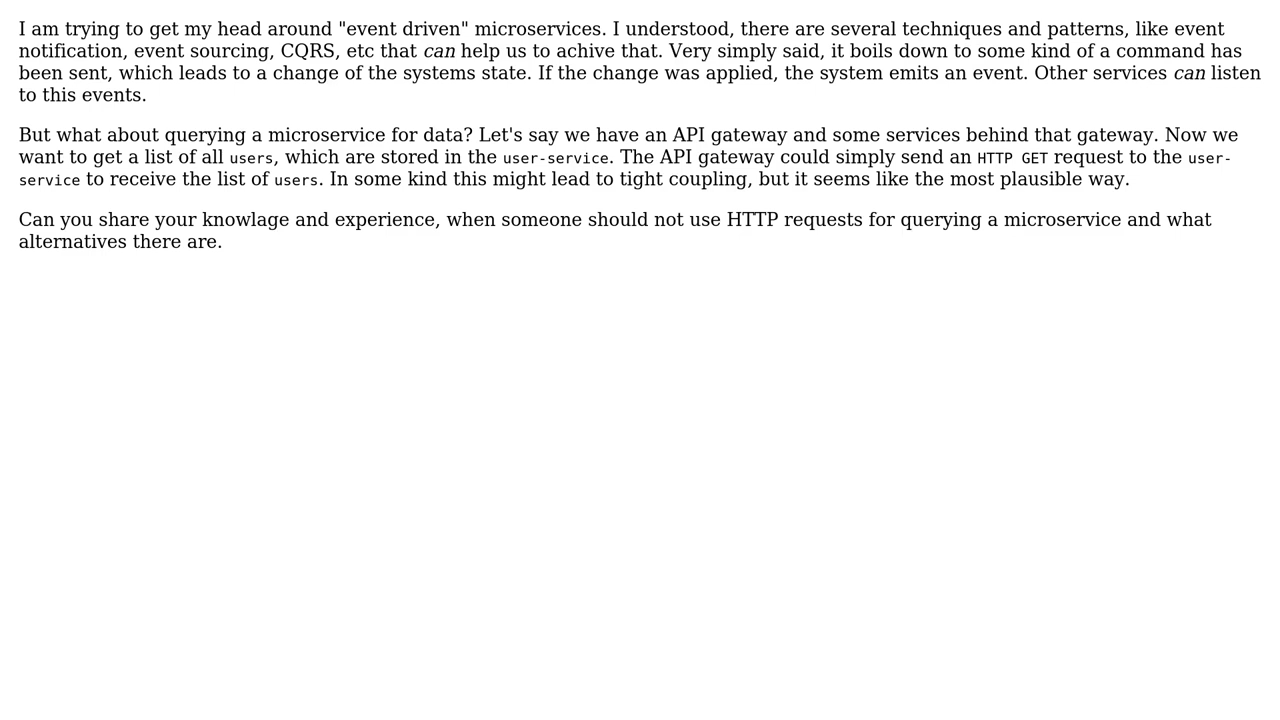 I am trying to get my head around "event driven" microservices. I understood, there are several techniques and patterns, like event
notification, event sourcing, CQRS, etc that can help us to achive that. Very simply said, it boils down to some kind of a command has
been sent, which leads to a change of the systems state. If the change was applied, the system emits an event. Other services can listen
to this events.
But what about querying a microservice for data? Let's say we have an API gateway and some services behind that gateway. Now we
want to get a list of all users, which are stored in the user-service. The API gateway could simply send an HTTP GET request to the user-
service to receive the list of users. In some kind this might lead to tight coupling, but it seems like the most plausible way.
Can you share your knowlage and experience, when someone should not use HTTP requests for querying a microservice and what
alternatives there are.